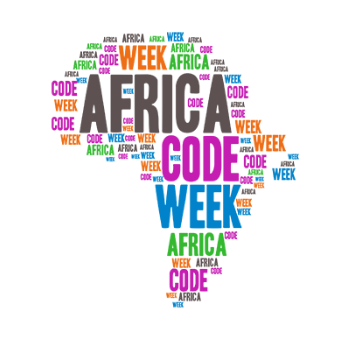 AFRICA AFRICA AFRICA
AFRICA CODE WEEK AFRICA CODE
AFRICA CODE AFRICA CODE
AFRICA
WEEK CODE WEEK
CODE AFRICA WEEK CODE
WEEK CODE AFRICA
CODE CODE AFRICA
WEEK WEEK
WEEK CODE WEEK AFRICA WEEK
AFRICA AFRICA AFRICA CODE AFRICA
WEEK CODE WEEK WEEK CODE WEEK
WEEK AFRICA
CODE AFRICA WEEK
CODE WEEK CODE WEEK
WEEK
WEEK AFRICA
WEEK
WEEK
AFRICA CODE
WEEK AFRICA
CODE CODE
WEEK AFRICA
WEEK